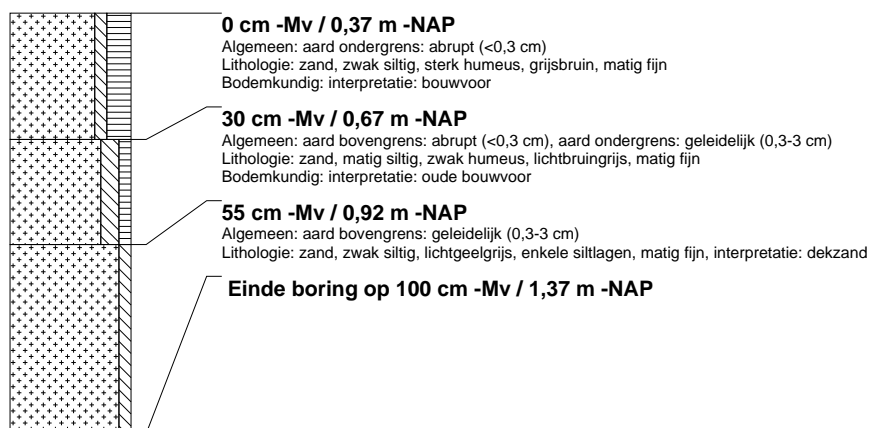 0 cm -Mv / 0,37 m -NAP
Algemeen: aard ondergrens: abrupt (<0,3 cm)
Lithologie: zand, zwak siltig, sterk humeus, grijsbruin, matig fijn
Bodemkundig: interpretatie: bouwvoor
30 cm -Mv / 0,67 m -NAP
Algemeen: aard bovengrens: abrupt (<0,3 cm), aard ondergrens: geleidelijk (0,3-3 cm)
Lithologie: zand, matig siltig, zwak humeus, lichtbruingrijs, matig fijn
Bodemkundig: interpretatie: oude bouwvoor
55 cm -Mv / 0,92 m -NAP
Algemeen: aard bovengrens: geleidelijk (0,3-3 cm)
Lithologie: zand, zwak siltig, lichtgeelgrijs, enkele siltlagen, matig fijn, interpretatie: dekzand
Einde boring op 100 cm -Mv / 1,37 m -NAP